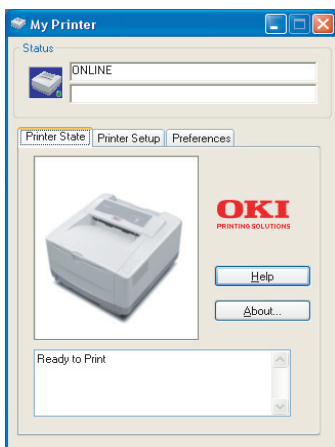 My Printer
Status
ONLINE
Printer State Printer Setup Preferences
OKI
PRINTING SOLUTIONS
Help
About...
Ready to Print